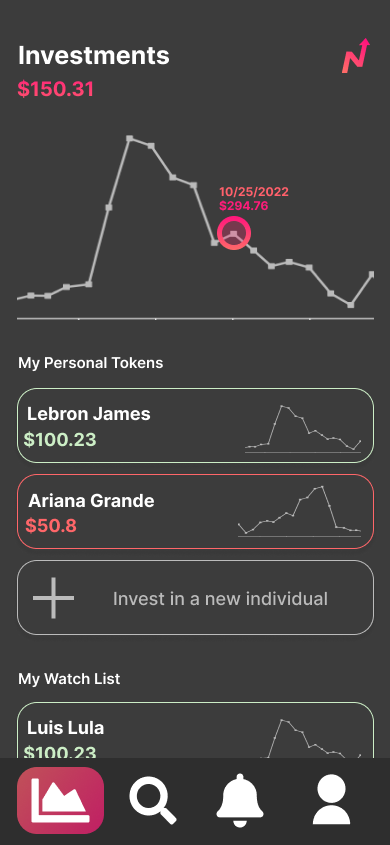 Investments
$150.31
10/25/2022
$294.76
My Personal Tokens
Lebron James
$100.23
Ariana Grande
$50.8
Invest in a new individual
My Watch List
Luis Lula
$100.23